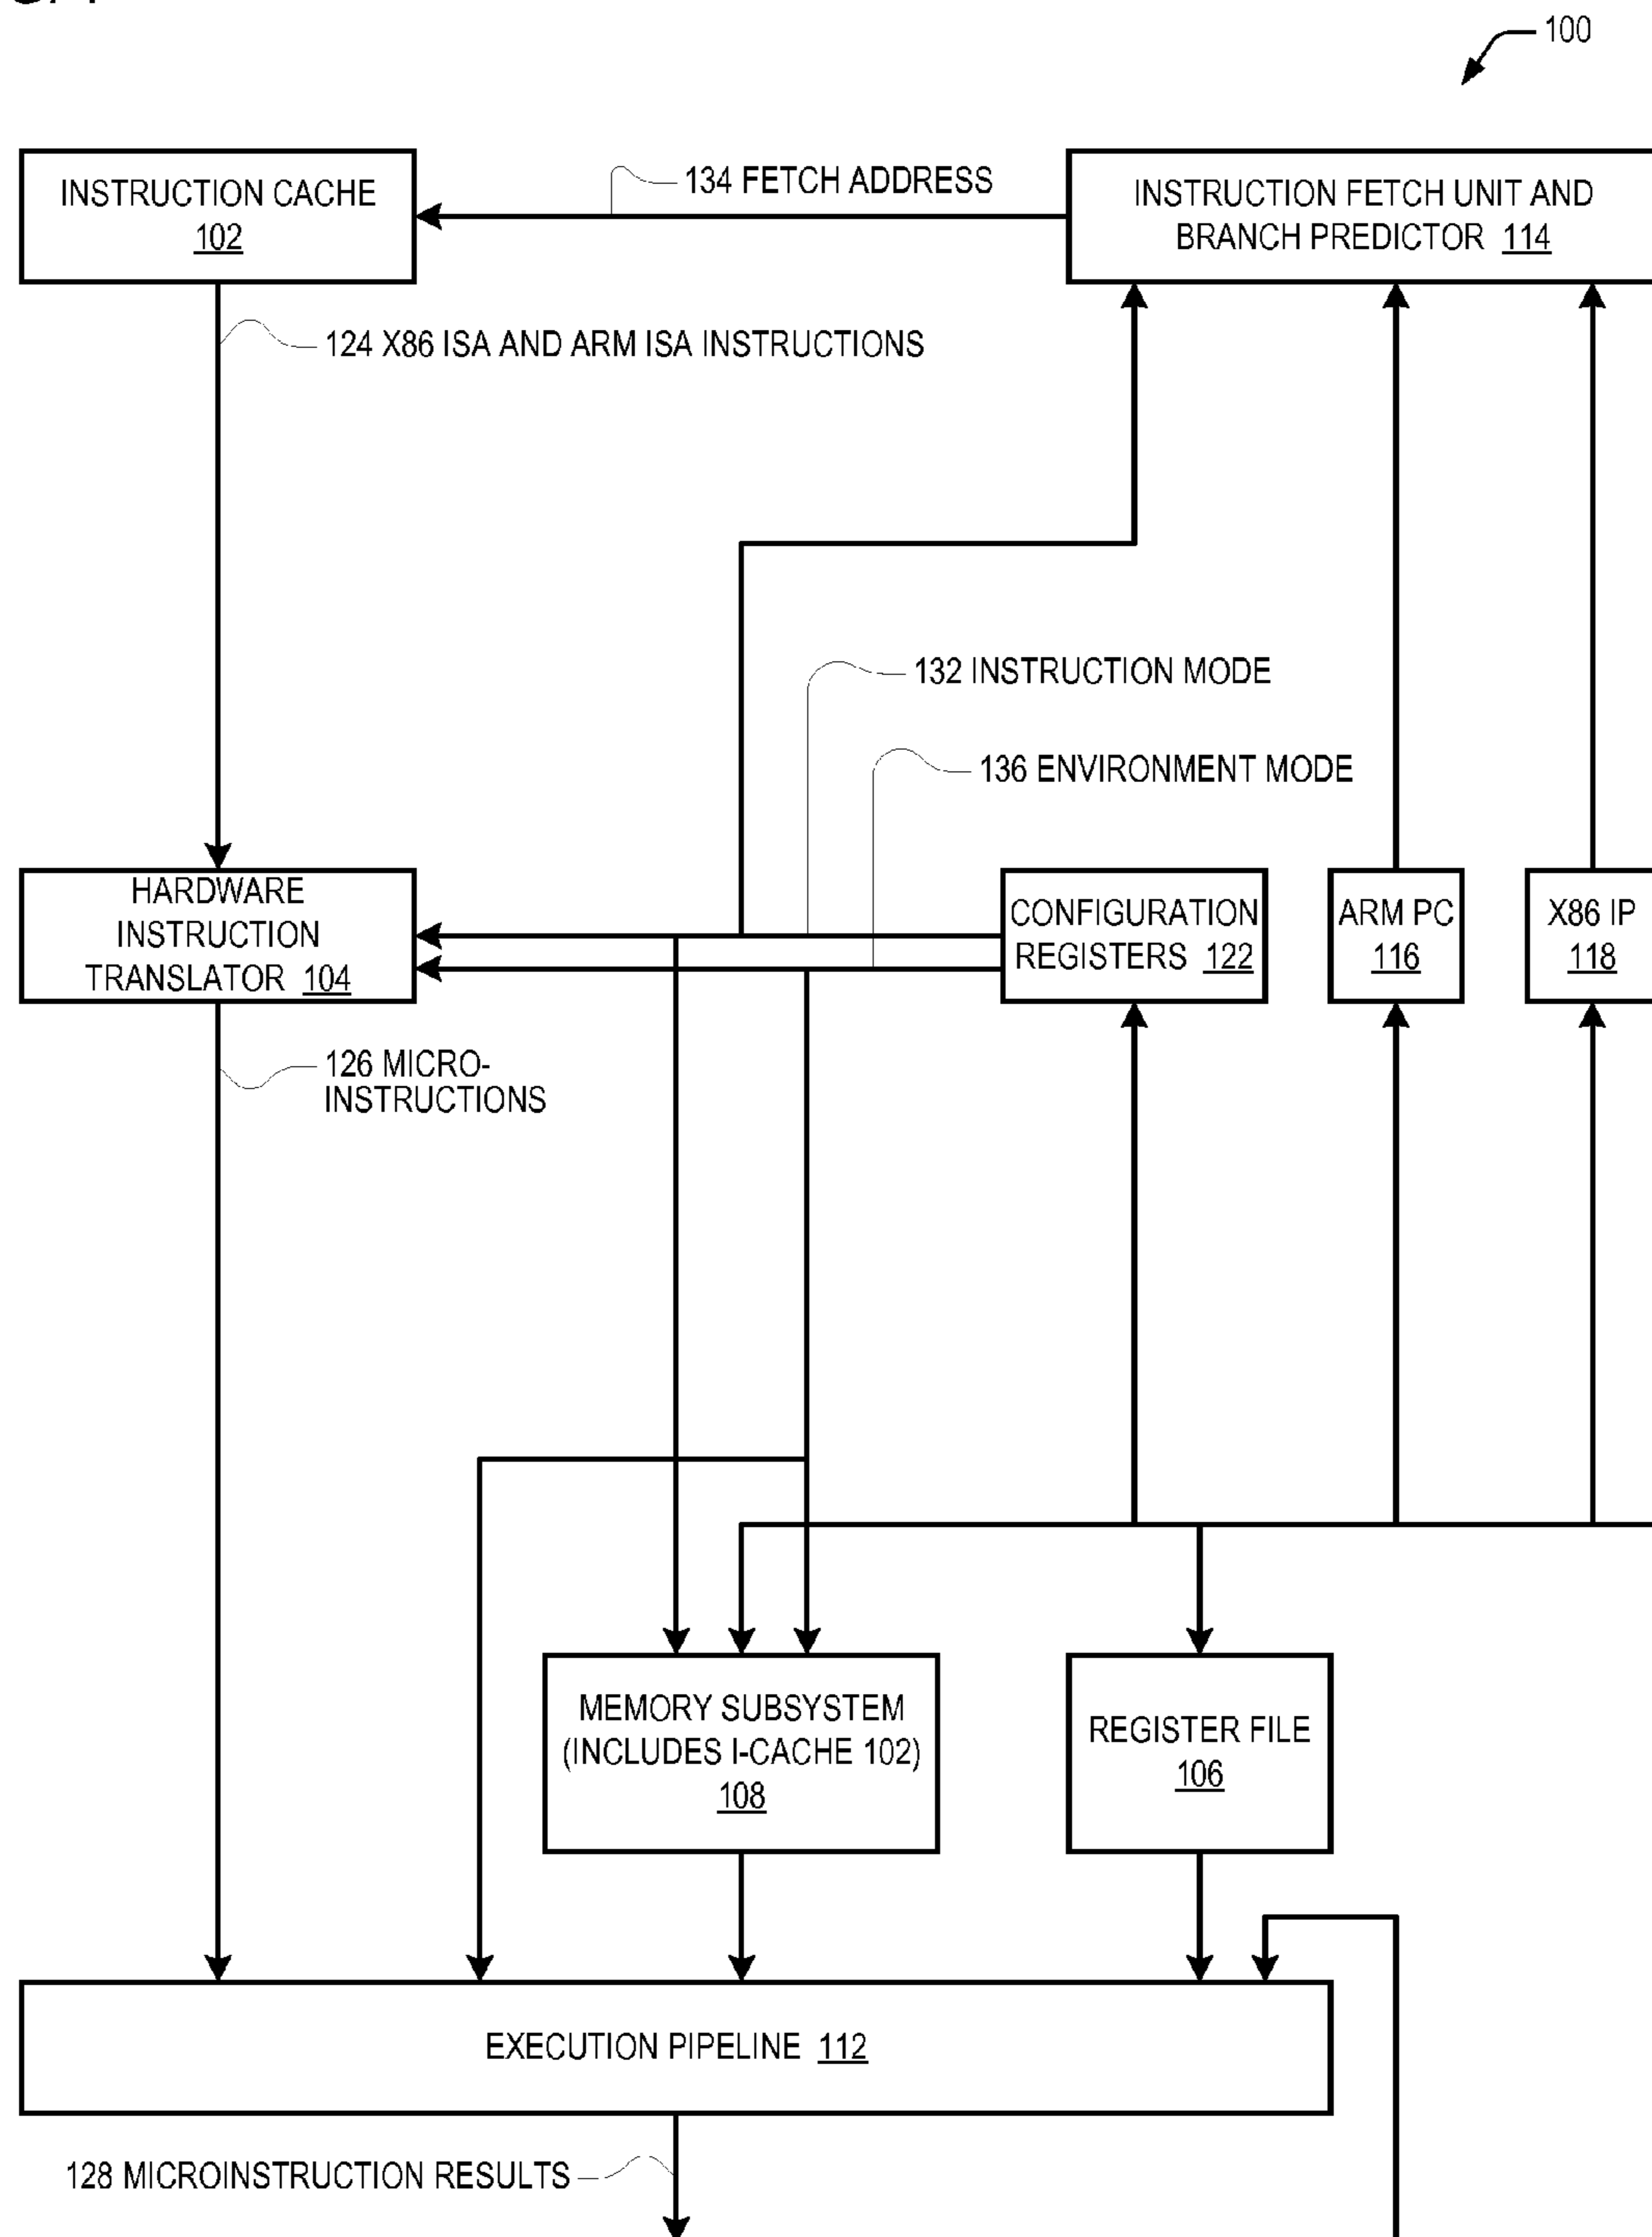 100
INSTRUCTION CACHE
102
134 FETCH ADDRESS
INSTRUCTION FETCH UNIT AND
BRANCH PREDICTOR 114
124 X86 ISA AND ARM ISA INSTRUCTIONS
132 INSTRUCTION MODE
136 ENVIRONMENT MODE
HARDWARE
INSTRUCTION
TRANSLATOR 104
CONFIGURATION
REGISTERS 122
ARM PC
116
X86 IP
118
126 MICRO-
INSTRUCTIONS
MEMORY SUBSYSTEM
(INCLUDES I-CACHE 102)
108
REGISTER FILE
106
EXECUTION PIPELINE 112
128 MICROINSTRUCTION RESULTS